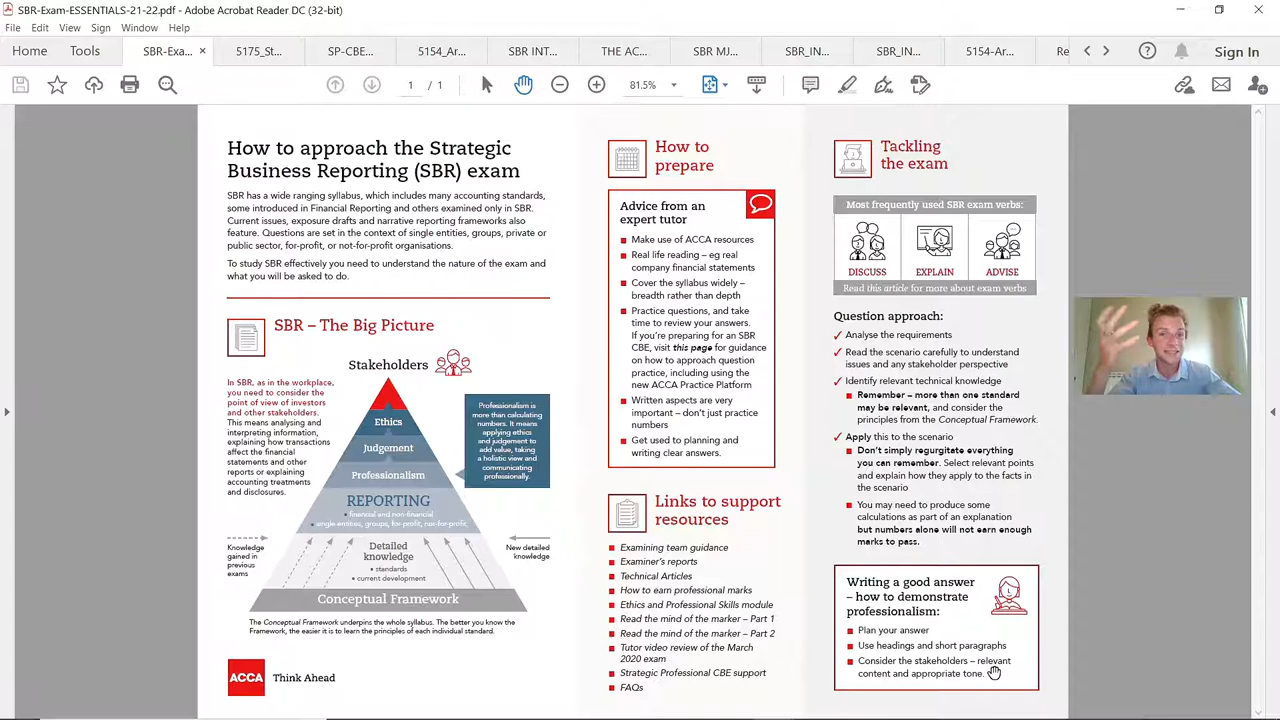 SBR-Exam-ESSENTIALS-21-22.pdf - Adobe Acrobat Reader DC (32-bit)
File Edit View Sign Window Help
Home Tools SBR-Exa... × 5175_St... SP-CBE... 5154_Ar... SBR INT... THE AC... SBR MJ... SBR_IN... SBR_IN... 5154-Ar... Re Sign In
1 / 1 81.5%
How to approach the Strategic
Business Reporting (SBR) exam
SBR has a wide ranging syllabus, which includes many accounting standards,
some introduced in Financial Reporting and others examined only in SBR.
Current issues, exposure drafts and narrative reporting frameworks also
feature. Questions are set in the context of single entities, groups, private or
public sector, for-profit, or not-for-profit organisations.
To study SBR effectively you need to understand the nature of the exam and
what you will be asked to do.
SBR – The Big Picture
Stakeholders
In SBR, as in the workplace,
you need to consider the
point of view of investors
and other stakeholders.
This means analysing and
interpreting information,
explaining how transactions
affect the financial
statements and other
reports or explaining
accounting treatments
and disclosures.
Ethics
Judgement
Professionalism
REPORTING
• financial and non-financial
• single-entities, groups, for-profit, not-for-profit
Professionalism is
more than calculating
numbers. It means
applying ethics
and judgement to
add value, taking
a holistic view and
communicating
professionally.
Knowledge
gained in
previous
exams
Detailed
knowledge
• standards
• current development
New detailed
knowledge
Conceptual Framework
The Conceptual Framework underpins the whole syllabus. The better you know the
Framework, the easier it is to learn the principles of each individual standard.
ACCA Think Ahead
How to
prepare
Advice from an
expert tutor
Make use of ACCA resources
Real life reading – eg real
company financial statements
Cover the syllabus widely –
breadth rather than depth
Practice questions, and take
time to review your answers.
If you're preparing for an SBR
CBE, visit this page for guidance
on how to approach question
practice, including using the
new ACCA Practice Platform
Written aspects are very
important – don't just practice
numbers
Get used to planning and
writing clear answers.
Links to support
resources
Examining team guidance
Examiner's reports
Technical Articles
How to earn professional marks
Ethics and Professional Skills module
Read the mind of the marker – Part 1
Read the mind of the marker – Part 2
Tutor video review of the March
2020 exam
Strategic Professional CBE support
FAQs
Tackling
the exam
Most frequently used SBR exam verbs:
DISCUSS EXPLAIN ADVISE
Read this article for more about exam verbs
Question approach:
✓ Analyse the requirements
✓ Read the scenario carefully to understand
issues and any stakeholder perspective
✓ Identify relevant technical knowledge
Remember – more than one standard
may be relevant, and consider the
principles from the Conceptual Framework.
✓ Apply this to the scenario
Don't simply regurgitate everything
you can remember. Select relevant points
and explain how they apply to the facts in
the scenario
You may need to produce some
calculations as part of an explanation
but numbers alone will not earn enough
marks to pass.
Writing a good answer
– how to demonstrate
professionalism:
Plan your answer
Use headings and short paragraphs
Consider the stakeholders – relevant
content and appropriate tone.